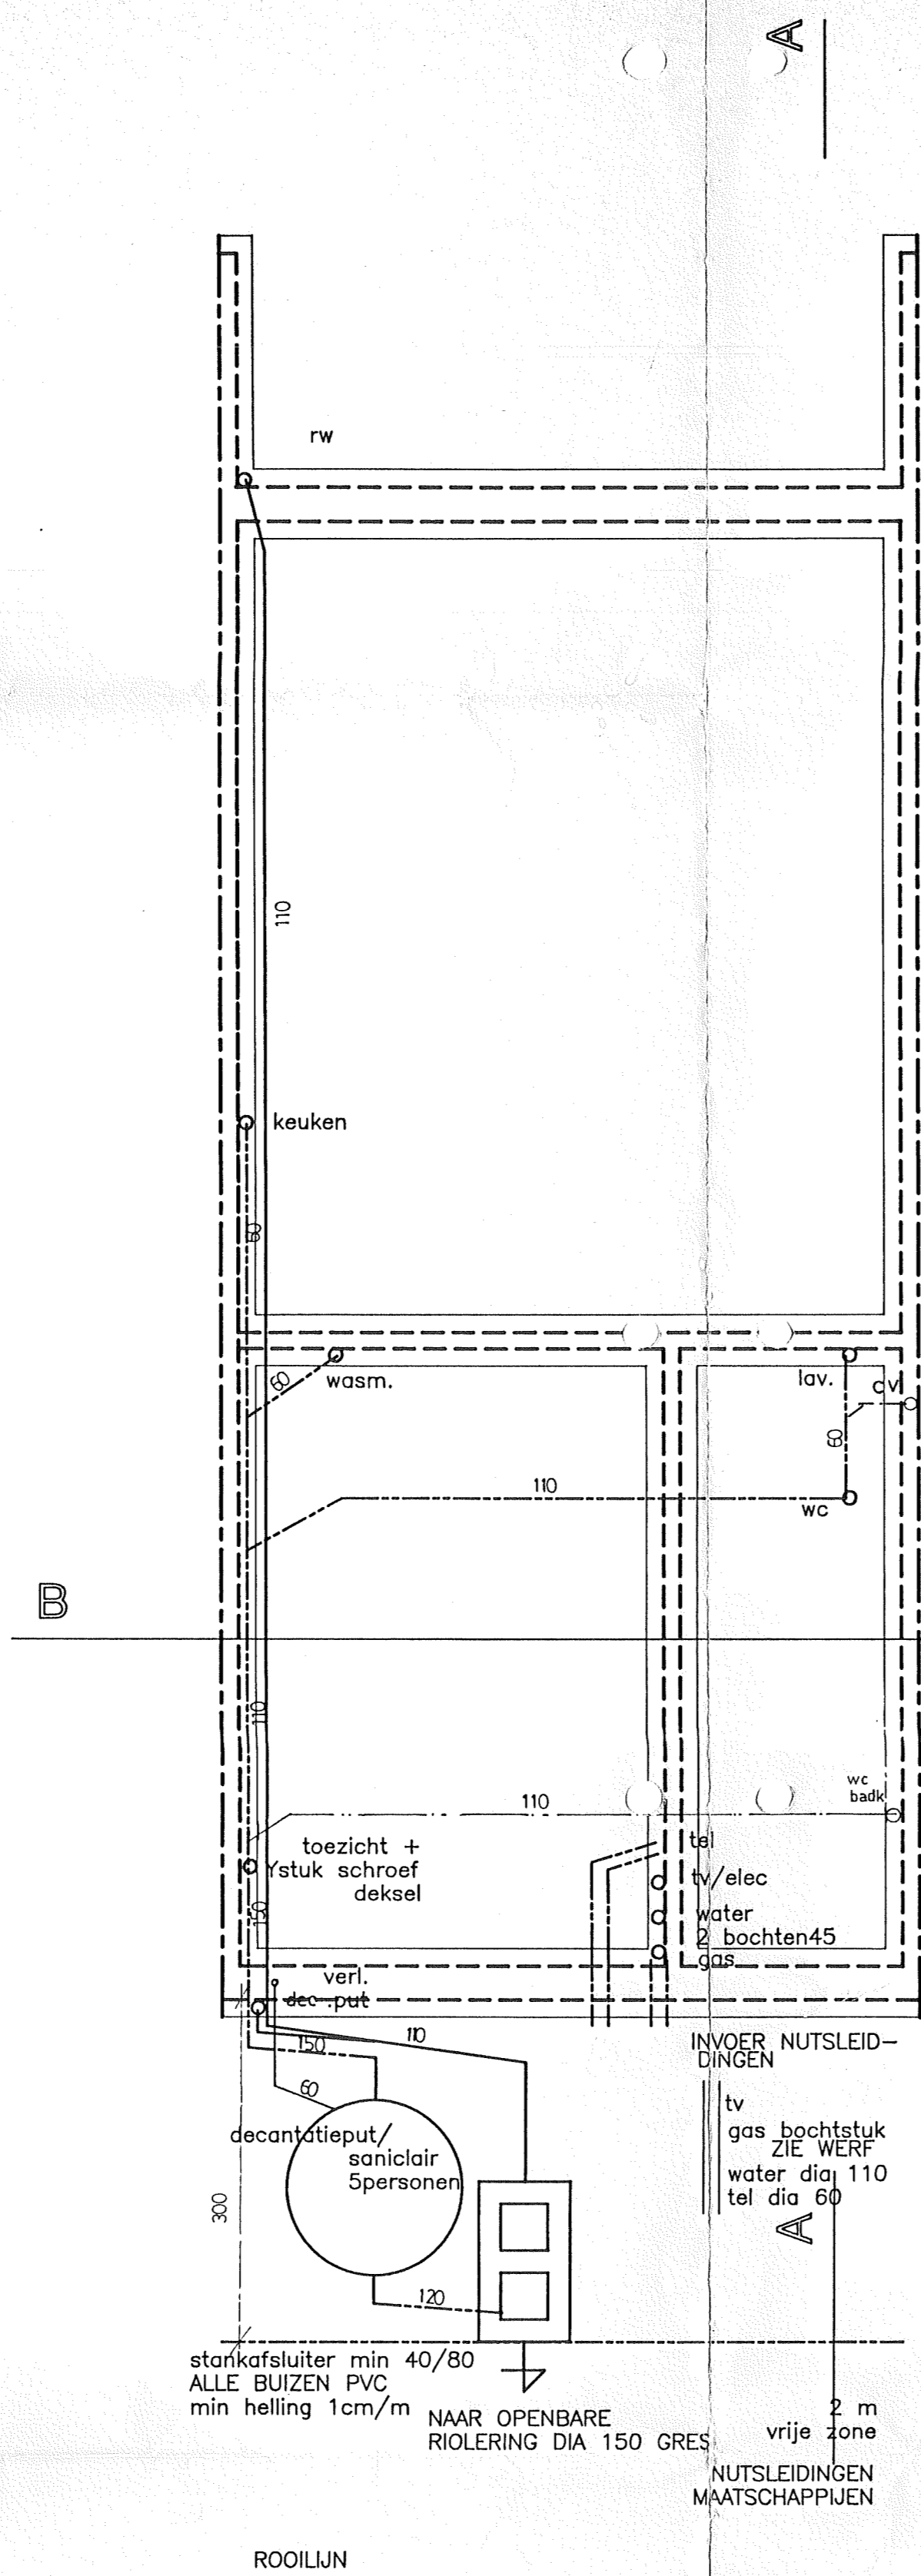 A
rw
110
keuken
60
60
wasm.
lav.
cv
60
110
wc
B
110
wc
badk
110
toezicht +
Ystuk schroef
deksel
150
tel
tv/elec
water
2 bochten45
gas
verl.
dec .put
110
150
60
INVOER NUTSLEID-
DINGEN
tv
gas bochtstuk
ZIE WERF
water dia 110
tel dia 60
A
decantatieput/
saniclair
5personen
300
120
stankafsluiter min 40/80
ALLE BUIZEN PVC
min helling 1cm/m
NAAR OPENBARE
RIOLERING DIA 150 GRES
2 m
vrije zone
NUTSLEIDINGEN
MAATSCHAPPIJEN
ROOILIJN